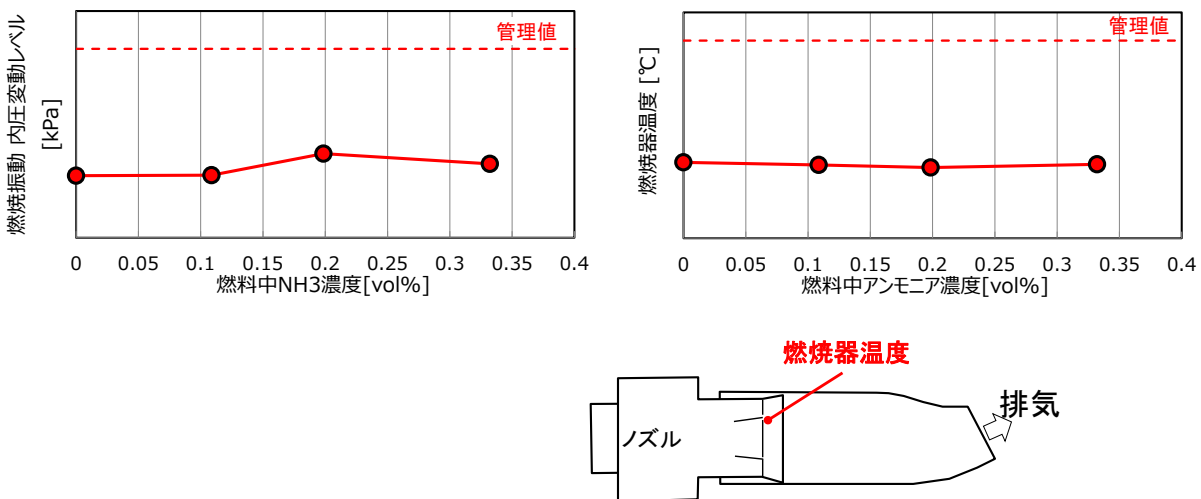 燃焼振動 内圧変動レベル
[kPa]
管理値
0 0.05 0.1 0.15 0.2 0.25 0.3 0.35 0.4
燃料中NH3濃度[vol%]
燃焼器温度 [℃]
管理値
0 0.05 0.1 0.15 0.2 0.25 0.3 0.35 0.4
燃料中アンモニア濃度[vol%]
燃焼器温度
排気
ノズル